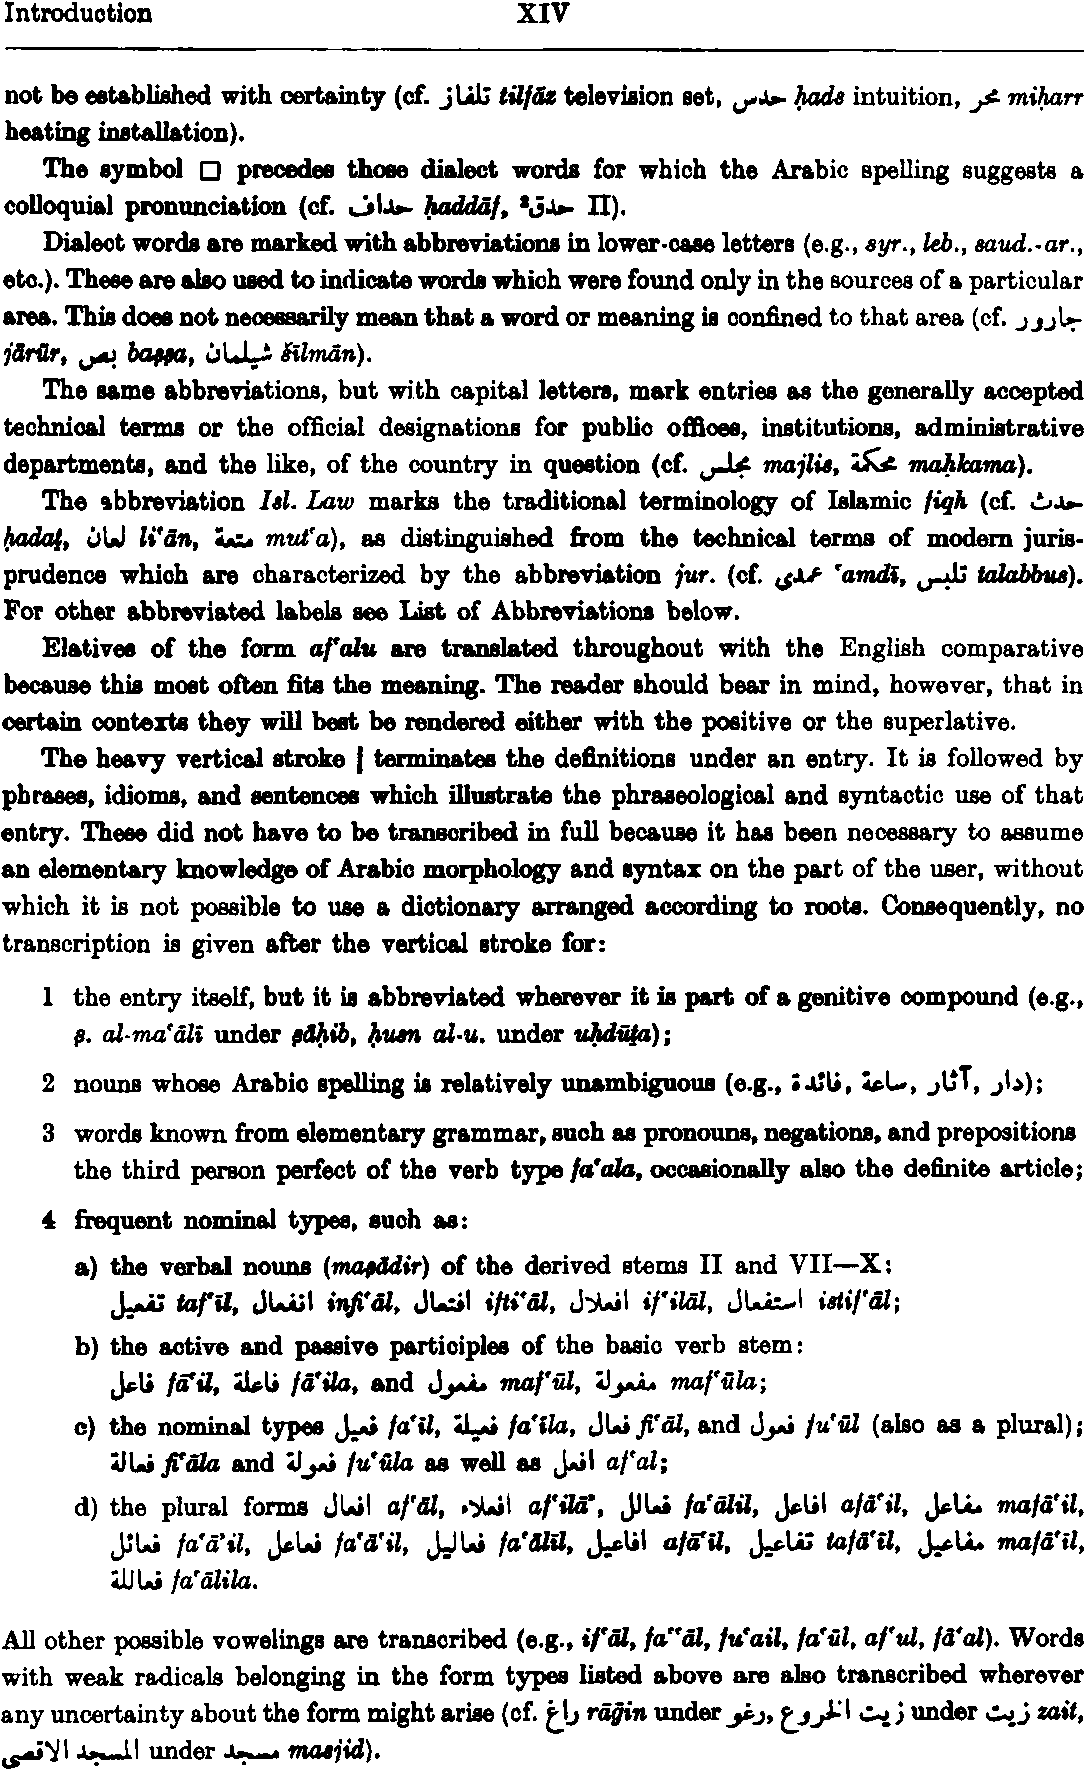 Introduction XIV
not be established with certainty (cf. تلفاز tilfāz television set, حدس ḥads intuition, محر miḥarr
heating installation).
The symbol □ precedes those dialect words for which the Arabic spelling suggests a
colloquial pronunciation (cf. حداف ḥaddāf, ²حدق II).
Dialect words are marked with abbreviations in lower-case letters (e.g., syr., leb., saud.-ar.,
etc.). These are also used to indicate words which were found only in the sources of a particular
area. This does not necessarily mean that a word or meaning is confined to that area (cf. جارور
jārūr, بص baṣṣa, شيلمان šīlmān).
The same abbreviations, but with capital letters, mark entries as the generally accepted
technical terms or the official designations for public offices, institutions, administrative
departments, and the like, of the country in question (cf. مجلس majlis, محكمة maḥkama).
The abbreviation Isl. Law marks the traditional terminology of Islamic fiqh (cf. حدث
ḥadaṯ, لعان liʿān, متعة mutʿa), as distinguished from the technical terms of modern juris-
prudence which are characterized by the abbreviation jur. (cf. عمدي ʿamdī, تلبس talabbus).
For other abbreviated labels see List of Abbreviations below.
Elatives of the form afʿalu are translated throughout with the English comparative
because this most often fits the meaning. The reader should bear in mind, however, that in
certain contexts they will best be rendered either with the positive or the superlative.
The heavy vertical stroke | terminates the definitions under an entry. It is followed by
phrases, idioms, and sentences which illustrate the phraseological and syntactic use of that
entry. These did not have to be transcribed in full because it has been necessary to assume
an elementary knowledge of Arabic morphology and syntax on the part of the user, without
which it is not possible to use a dictionary arranged according to roots. Consequently, no
transcription is given after the vertical stroke for:
1 the entry itself, but it is abbreviated wherever it is part of a genitive compound (e.g.,
ṣ. al-maʿālī under ṣāḥib, ḥusn al-u. under uḥdūṯa);
2 nouns whose Arabic spelling is relatively unambiguous (e.g., دار, آثار, ساعة, فائدة);
3 words known from elementary grammar, such as pronouns, negations, and prepositions
the third person perfect of the verb type faʿala, occasionally also the definite article;
4 frequent nominal types, such as:
a) the verbal nouns (maṣādir) of the derived stems II and VII—X:
تفعيل tafʿīl, انفعال infiʿāl, افتعال iftiʿāl, افعلال ifʿilāl, استفعال istifʿāl;
b) the active and passive participles of the basic verb stem:
فاعل fāʿil, فاعلة fāʿila, and مفعول mafʿūl, مفعولة mafʿūla;
c) the nominal types فعيل faʿīl, فعيلة faʿīla, فعال fiʿāl, and فعول fuʿūl (also as a plural);
فعالة fiʿāla and فعولة fuʿūla as well as افعل afʿal;
d) the plural forms افعال afʿāl, افعلاء afʿilāʾ, فعالل faʿālil, افاعل afāʿil, مفاعل mafāʿil,
فعائل faʿāʾil, فعاعل faʿāʿil, فعاليل faʿālīl, افاعيل afāʿīl, تفاعيل tafāʿīl, مفاعيل mafāʿīl,
فعاللة faʿālila.
All other possible vowelings are transcribed (e.g., ifʿāl, faʿʿāl, fuʿail, faʿūl, afʿul, fāʿal). Words
with weak radicals belonging in the form types listed above are also transcribed wherever
any uncertainty about the form might arise (cf. راغ rāḡin under رغو, زيت الخروع under زيت zait,
المسجد الاقصى under مسجد masjid).